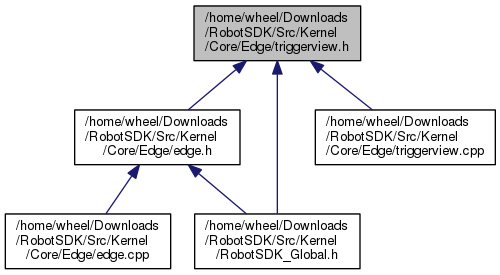 /home/wheel/Downloads
/RobotSDK/Src/Kernel
/Core/Edge/triggerview.h
/home/wheel/Downloads
/RobotSDK/Src/Kernel
/Core/Edge/edge.h
/home/wheel/Downloads
/RobotSDK/Src/Kernel
/Core/Edge/triggerview.cpp
/home/wheel/Downloads
/RobotSDK/Src/Kernel
/Core/Edge/edge.cpp
/home/wheel/Downloads
/RobotSDK/Src/Kernel
/RobotSDK_Global.h